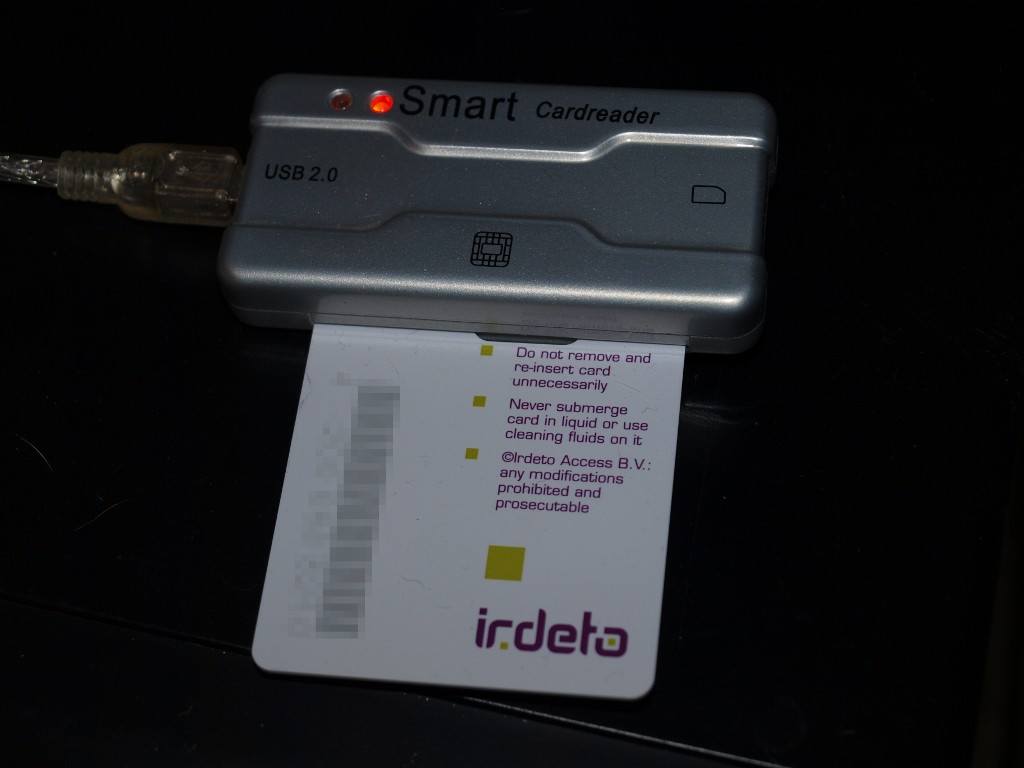 Smart Cardreader
USB 2.0
Do not remove and
re-insert card
unnecessarily
Never submerge
card in liquid or use
cleaning fluids on it
©Irdeto Access B.V.:
any modifications
prohibited and
prosecutable
irdeto